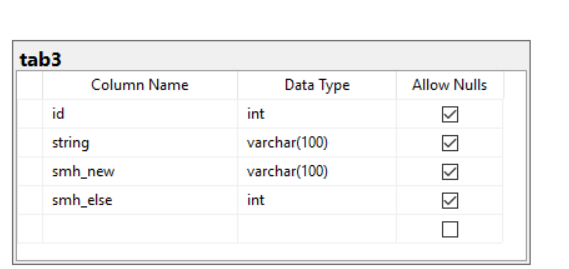 tab3
Column Name Data Type Allow Nulls
id int
string varchar(100)
smh_new varchar(100)
smh_else int